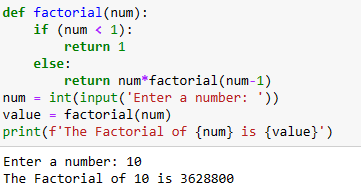 def factorial(num):
    if (num < 1):
        return 1
    else:
        return num*factorial(num-1)
num = int(input('Enter a number: '))
value = factorial(num)
print(f'The Factorial of {num} is {value}')
Enter a number: 10
The Factorial of 10 is 3628800